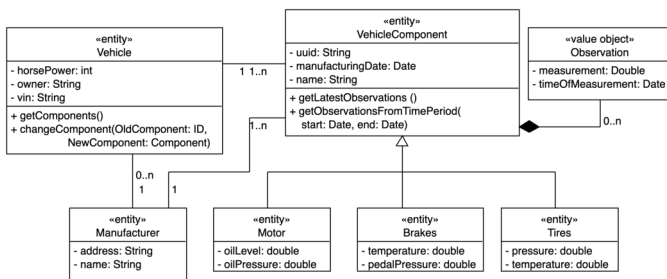 «entity»
Vehicle
- horsePower: int
- owner: String
- vin: String
+ getComponents()
+ changeComponent(OldComponent: ID,
NewComponent: Component)
1 1..n
«entity»
VehicleComponent
- uuid: String
- manufacturingDate: Date
- name: String
+ getLatestObservations ()
+ getObservationsFromTimePeriod(
start: Date, end: Date)
«value object»
Observation
- measurement: Double
- timeOfMeasurement: Date
0..n
1..n
0..n
1
1
«entity»
Manufacturer
- address: String
- name: String
«entity»
Motor
- oilLevel: double
- oilPressure: double
«entity»
Brakes
- temperature: double
- pedalPressure: double
«entity»
Tires
- pressure: double
- temperature: double